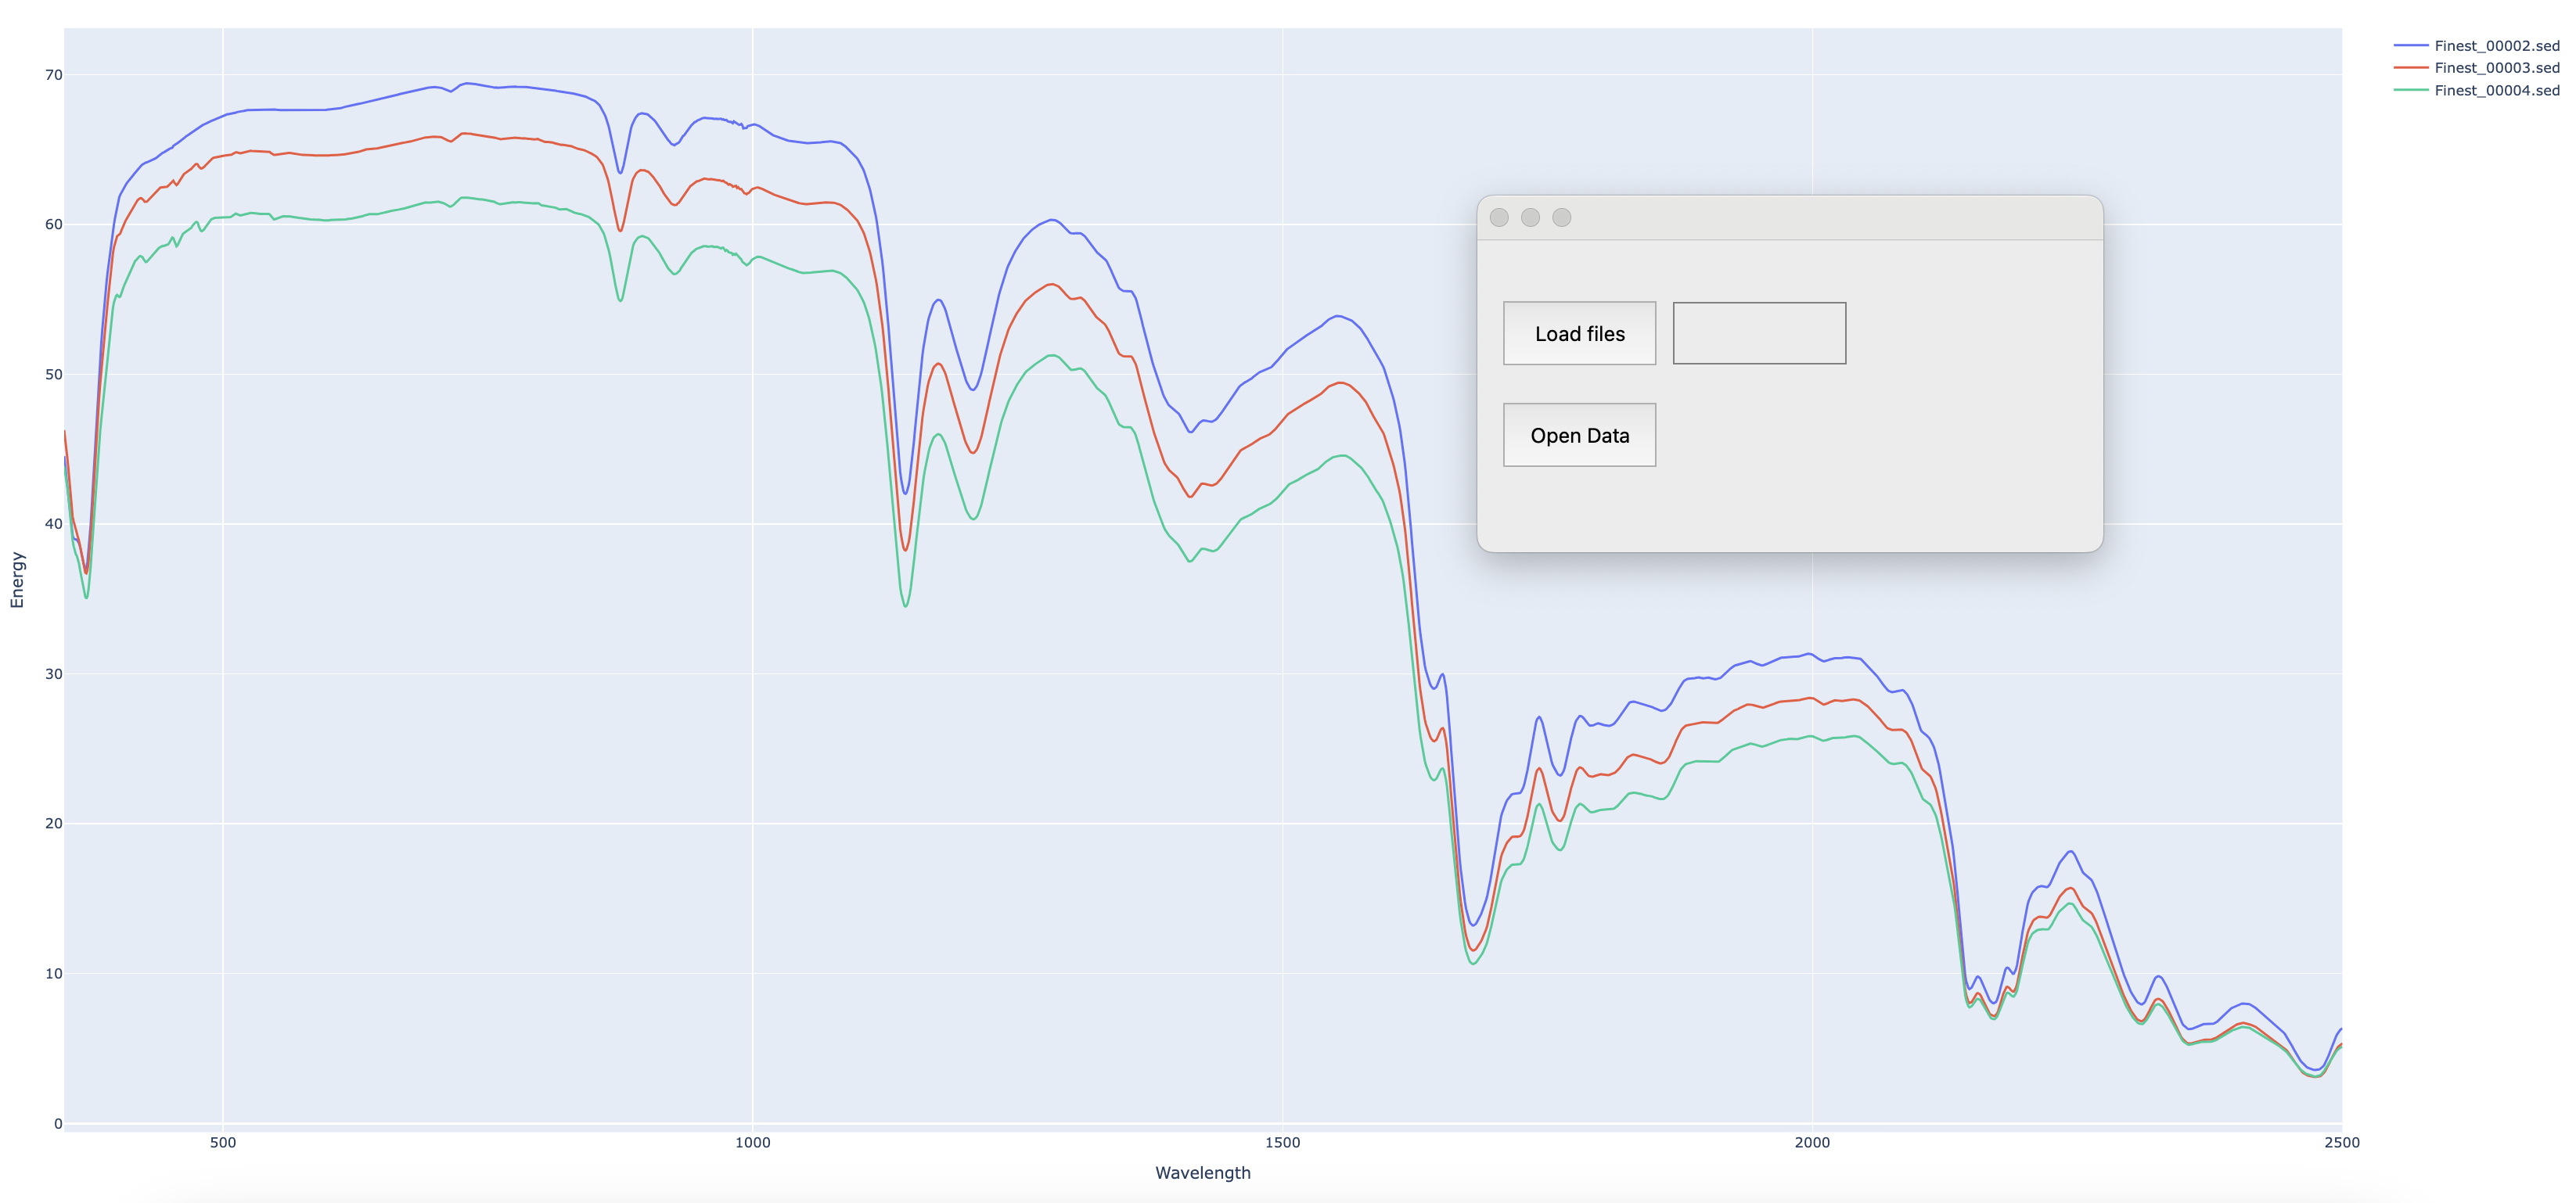 Finest_00002.sed
Finest_00003.sed
Finest_00004.sed
70
60
50
40
30
20
10
0
Energy
Load files
Open Data
500 1000 1500 2000 2500
Wavelength